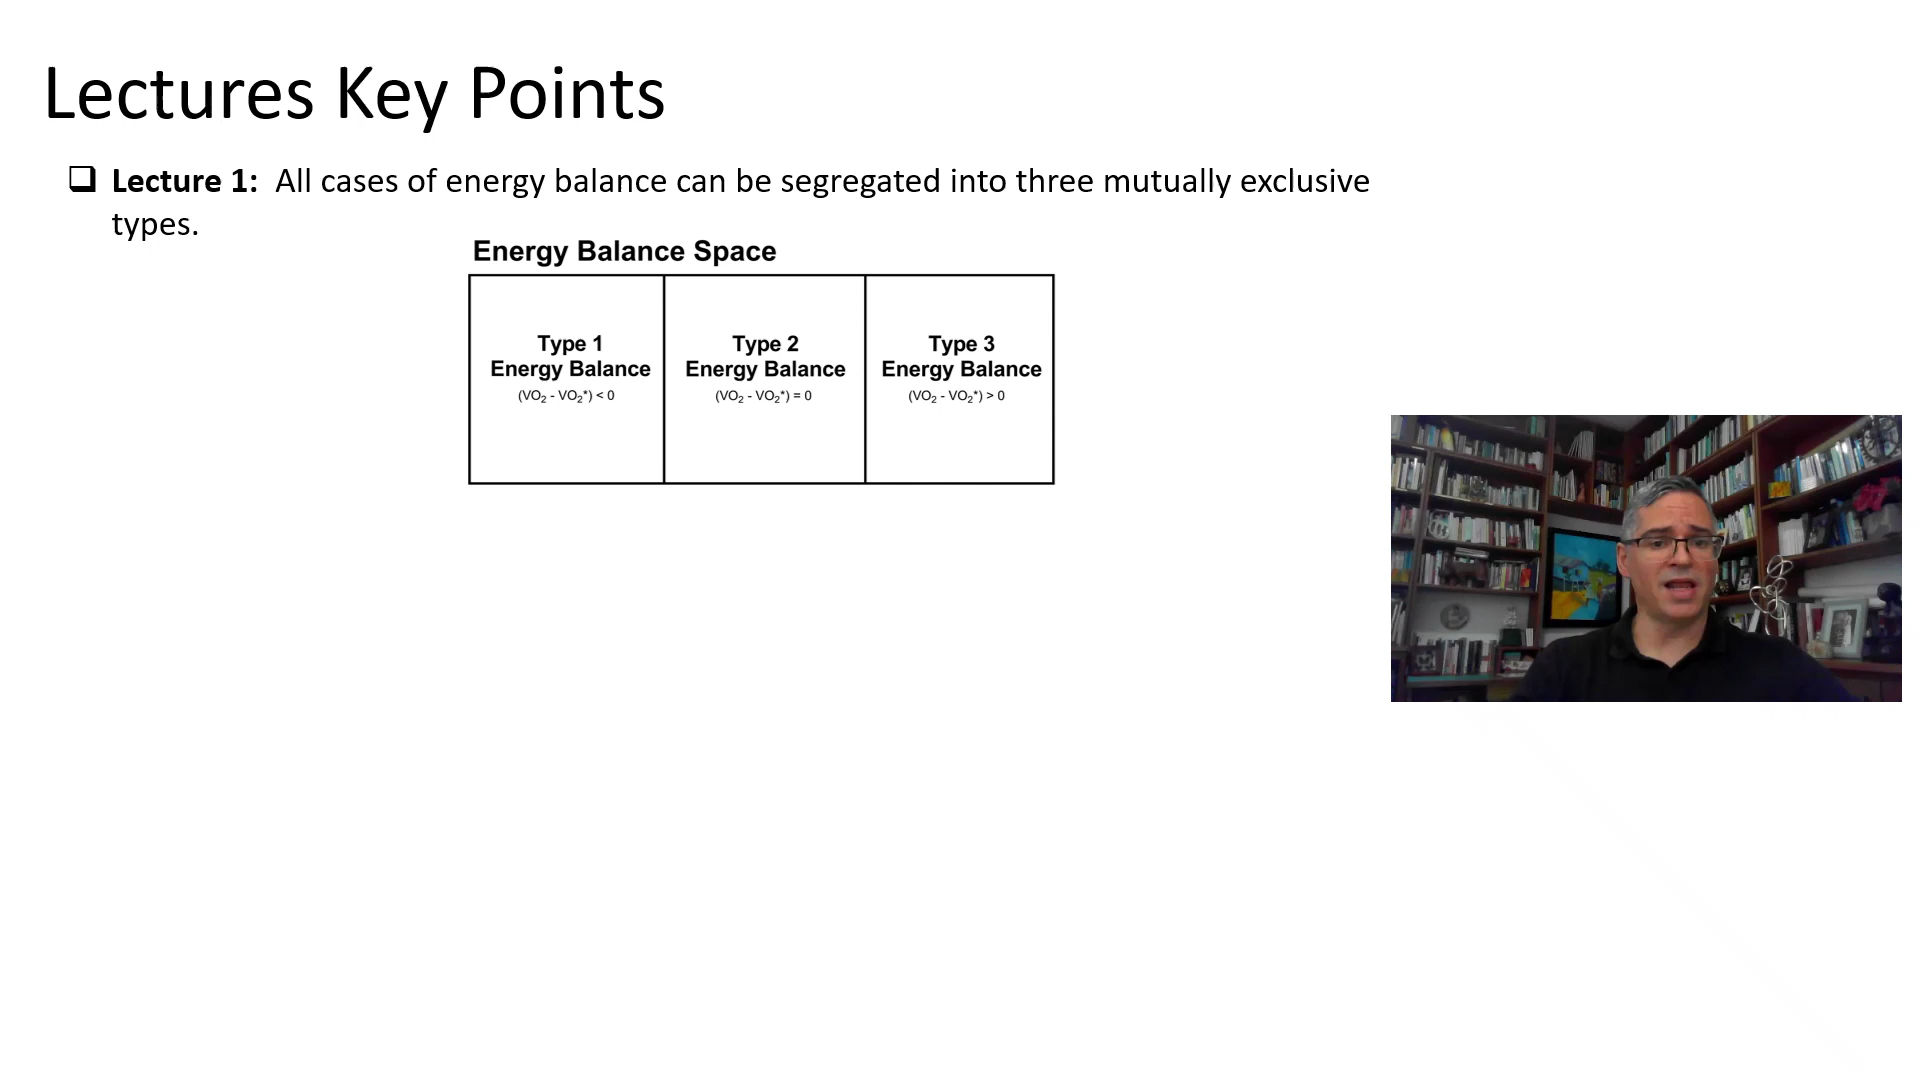 Lectures Key Points
❑ Lecture 1: All cases of energy balance can be segregated into three mutually exclusive
types.
Energy Balance Space
Type 1
Energy Balance
(VO₂ - VO₂*) < 0
Type 2
Energy Balance
(VO₂ - VO₂*) = 0
Type 3
Energy Balance
(VO₂ - VO₂*) > 0